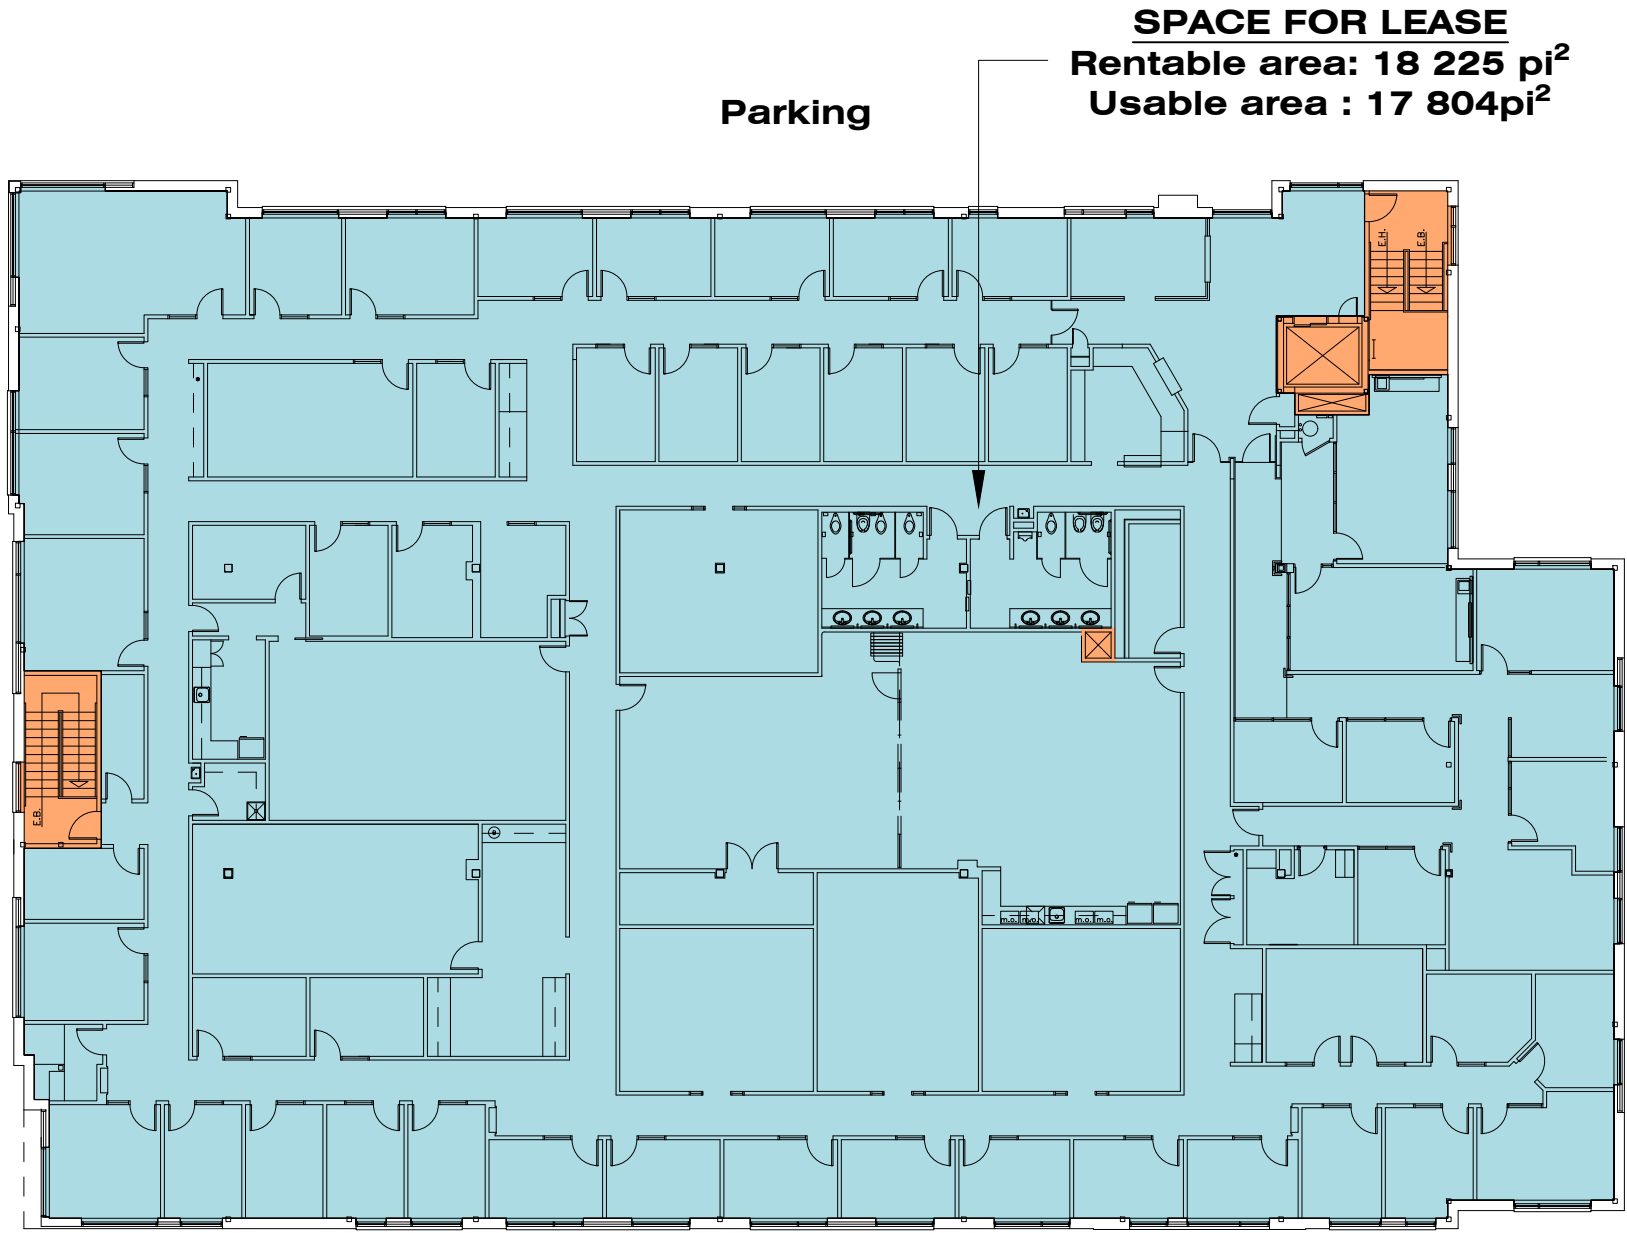 SPACE FOR LEASE
Rentable area: 18 225 pi²
Usable area : 17 804pi²
Parking
E.H.
E.B.
E.B.
m.o.
m.o.
m.o.
m.o.